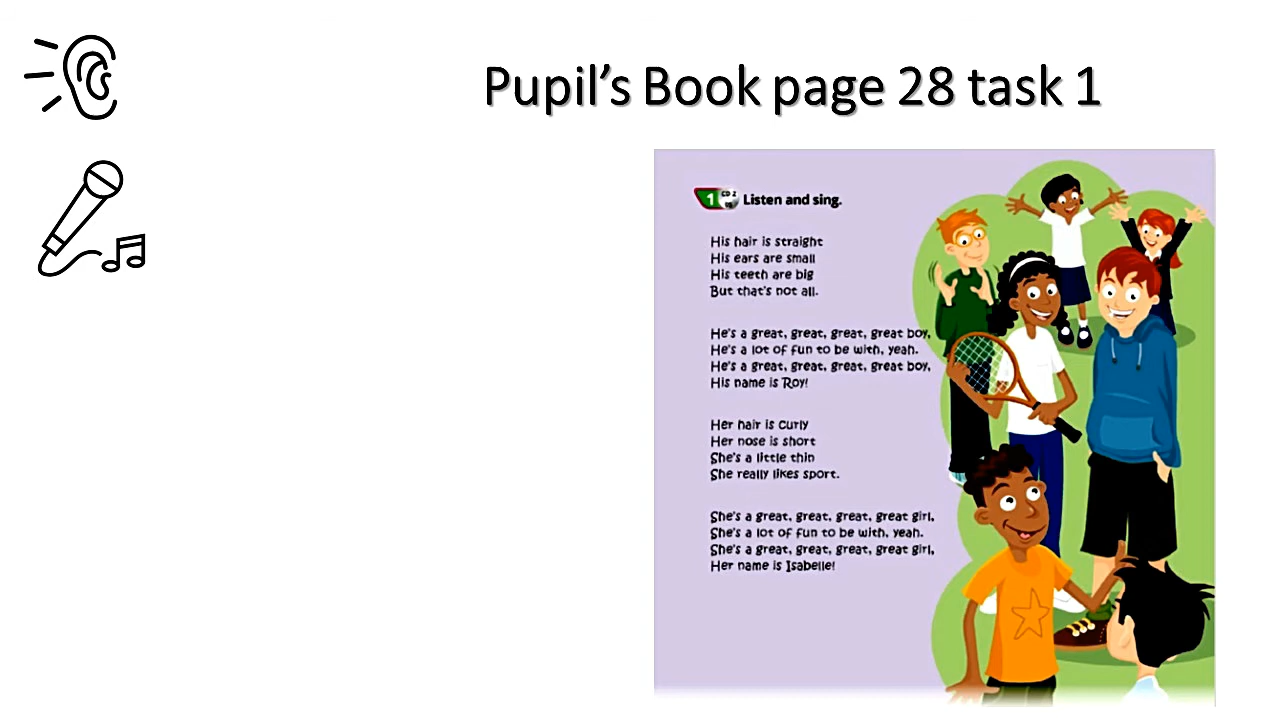 Pupil's Book page 28 task 1
1 CD 2 Listen and sing.
His hair is straight
His ears are small
His teeth are big
But that's not all.
He's a great, great, great, great boy,
He's a lot of fun to be with, yeah.
He's a great, great, great, great boy,
His name is Roy!
Her hair is curly
Her nose is short
She's a little thin
She really likes sport.
She's a great, great, great, great girl,
She's a lot of fun to be with, yeah.
She's a great, great, great, great girl,
Her name is Isabelle!